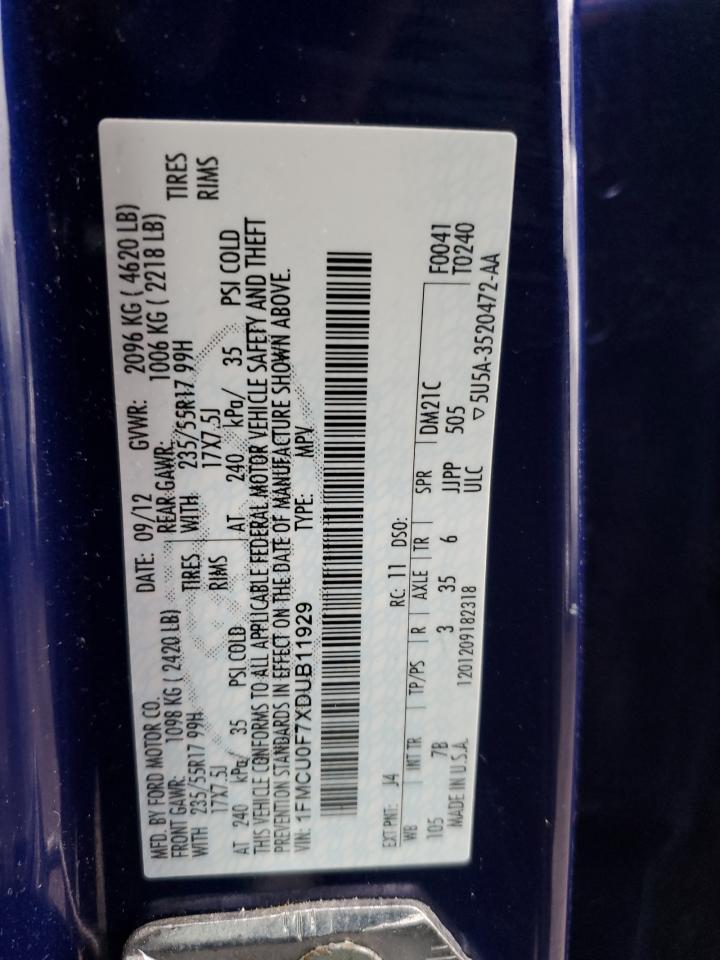 MFD. BY FORD MOTOR CO. DATE: 09/12 GVWR: 2096 KG ( 4620 LB)
FRONT GAWR: 1098 KG ( 2420 LB) REAR GAWR: 1006 KG ( 2218 LB)
WITH 235/55R17 99H TIRES WITH 235/55R17 99H TIRES
17X7.5J RIMS 17X7.5J RIMS
AT 240 kPa/ 35 PSI COLD AT 240 kPa/ 35 PSI COLD
THIS VEHICLE CONFORMS TO ALL APPLICABLE FEDERAL MOTOR VEHICLE SAFETY AND THEFT
PREVENTION STANDARDS IN EFFECT ON THE DATE OF MANUFACTURE SHOWN ABOVE.
VIN: 1FMCU0F7XDUB11929 TYPE: MPV
EXT PNT: J4 RC: 11 DSO: F0041
WB INT TR TP/PS R AXLE TR SPR DM21C T0240
105 7B 3 35 6 JJPP 505
MADE IN U.S.A. 1201209182318 ULC ▽5U5A-3520472-AA